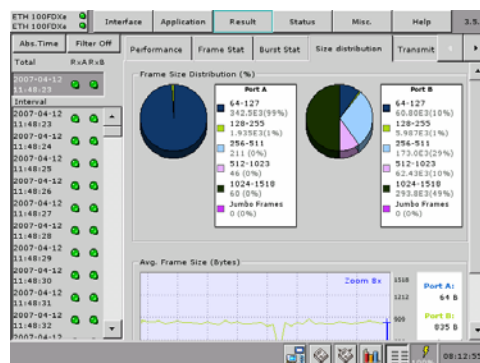 ETH 100FDXe
ETH 100FDXe
Interface Application Result Status Misc. Help 3.5.
Abs.Time Filter Off
Performance Frame Stat Burst Stat Size distribution Transmit
Total RxA RxB
2007-04-12
11:48:23
Interval
2007-04-12
11:48:23
2007-04-12
11:48:24
2007-04-12
11:48:25
2007-04-12
11:48:26
2007-04-12
11:48:27
2007-04-12
11:48:28
2007-04-12
11:48:29
2007-04-12
11:48:30
2007-04-12
11:48:31
2007-04-12
11:48:32
2007-04-12
Frame Size Distribution (%)
Port A
64-127
342.5E3(99%)
128-255
1.935E3(1%)
256-511
211 (0%)
512-1023
46 (0%)
1024-1518
60 (0%)
Jumbo Frames
0 (0%)
Port B
64-127
60.80E3(10%)
128-255
5.987E3(1%)
256-511
173.0E3(29%)
512-1023
62.43E3(10%)
1024-1518
293.8E3(49%)
Jumbo Frames
0 (0%)
Avg. Frame Size (Bytes)
Zoom 8x
1518
1212
909
Port A:
64 B
Port B:
835 B
08:12:55